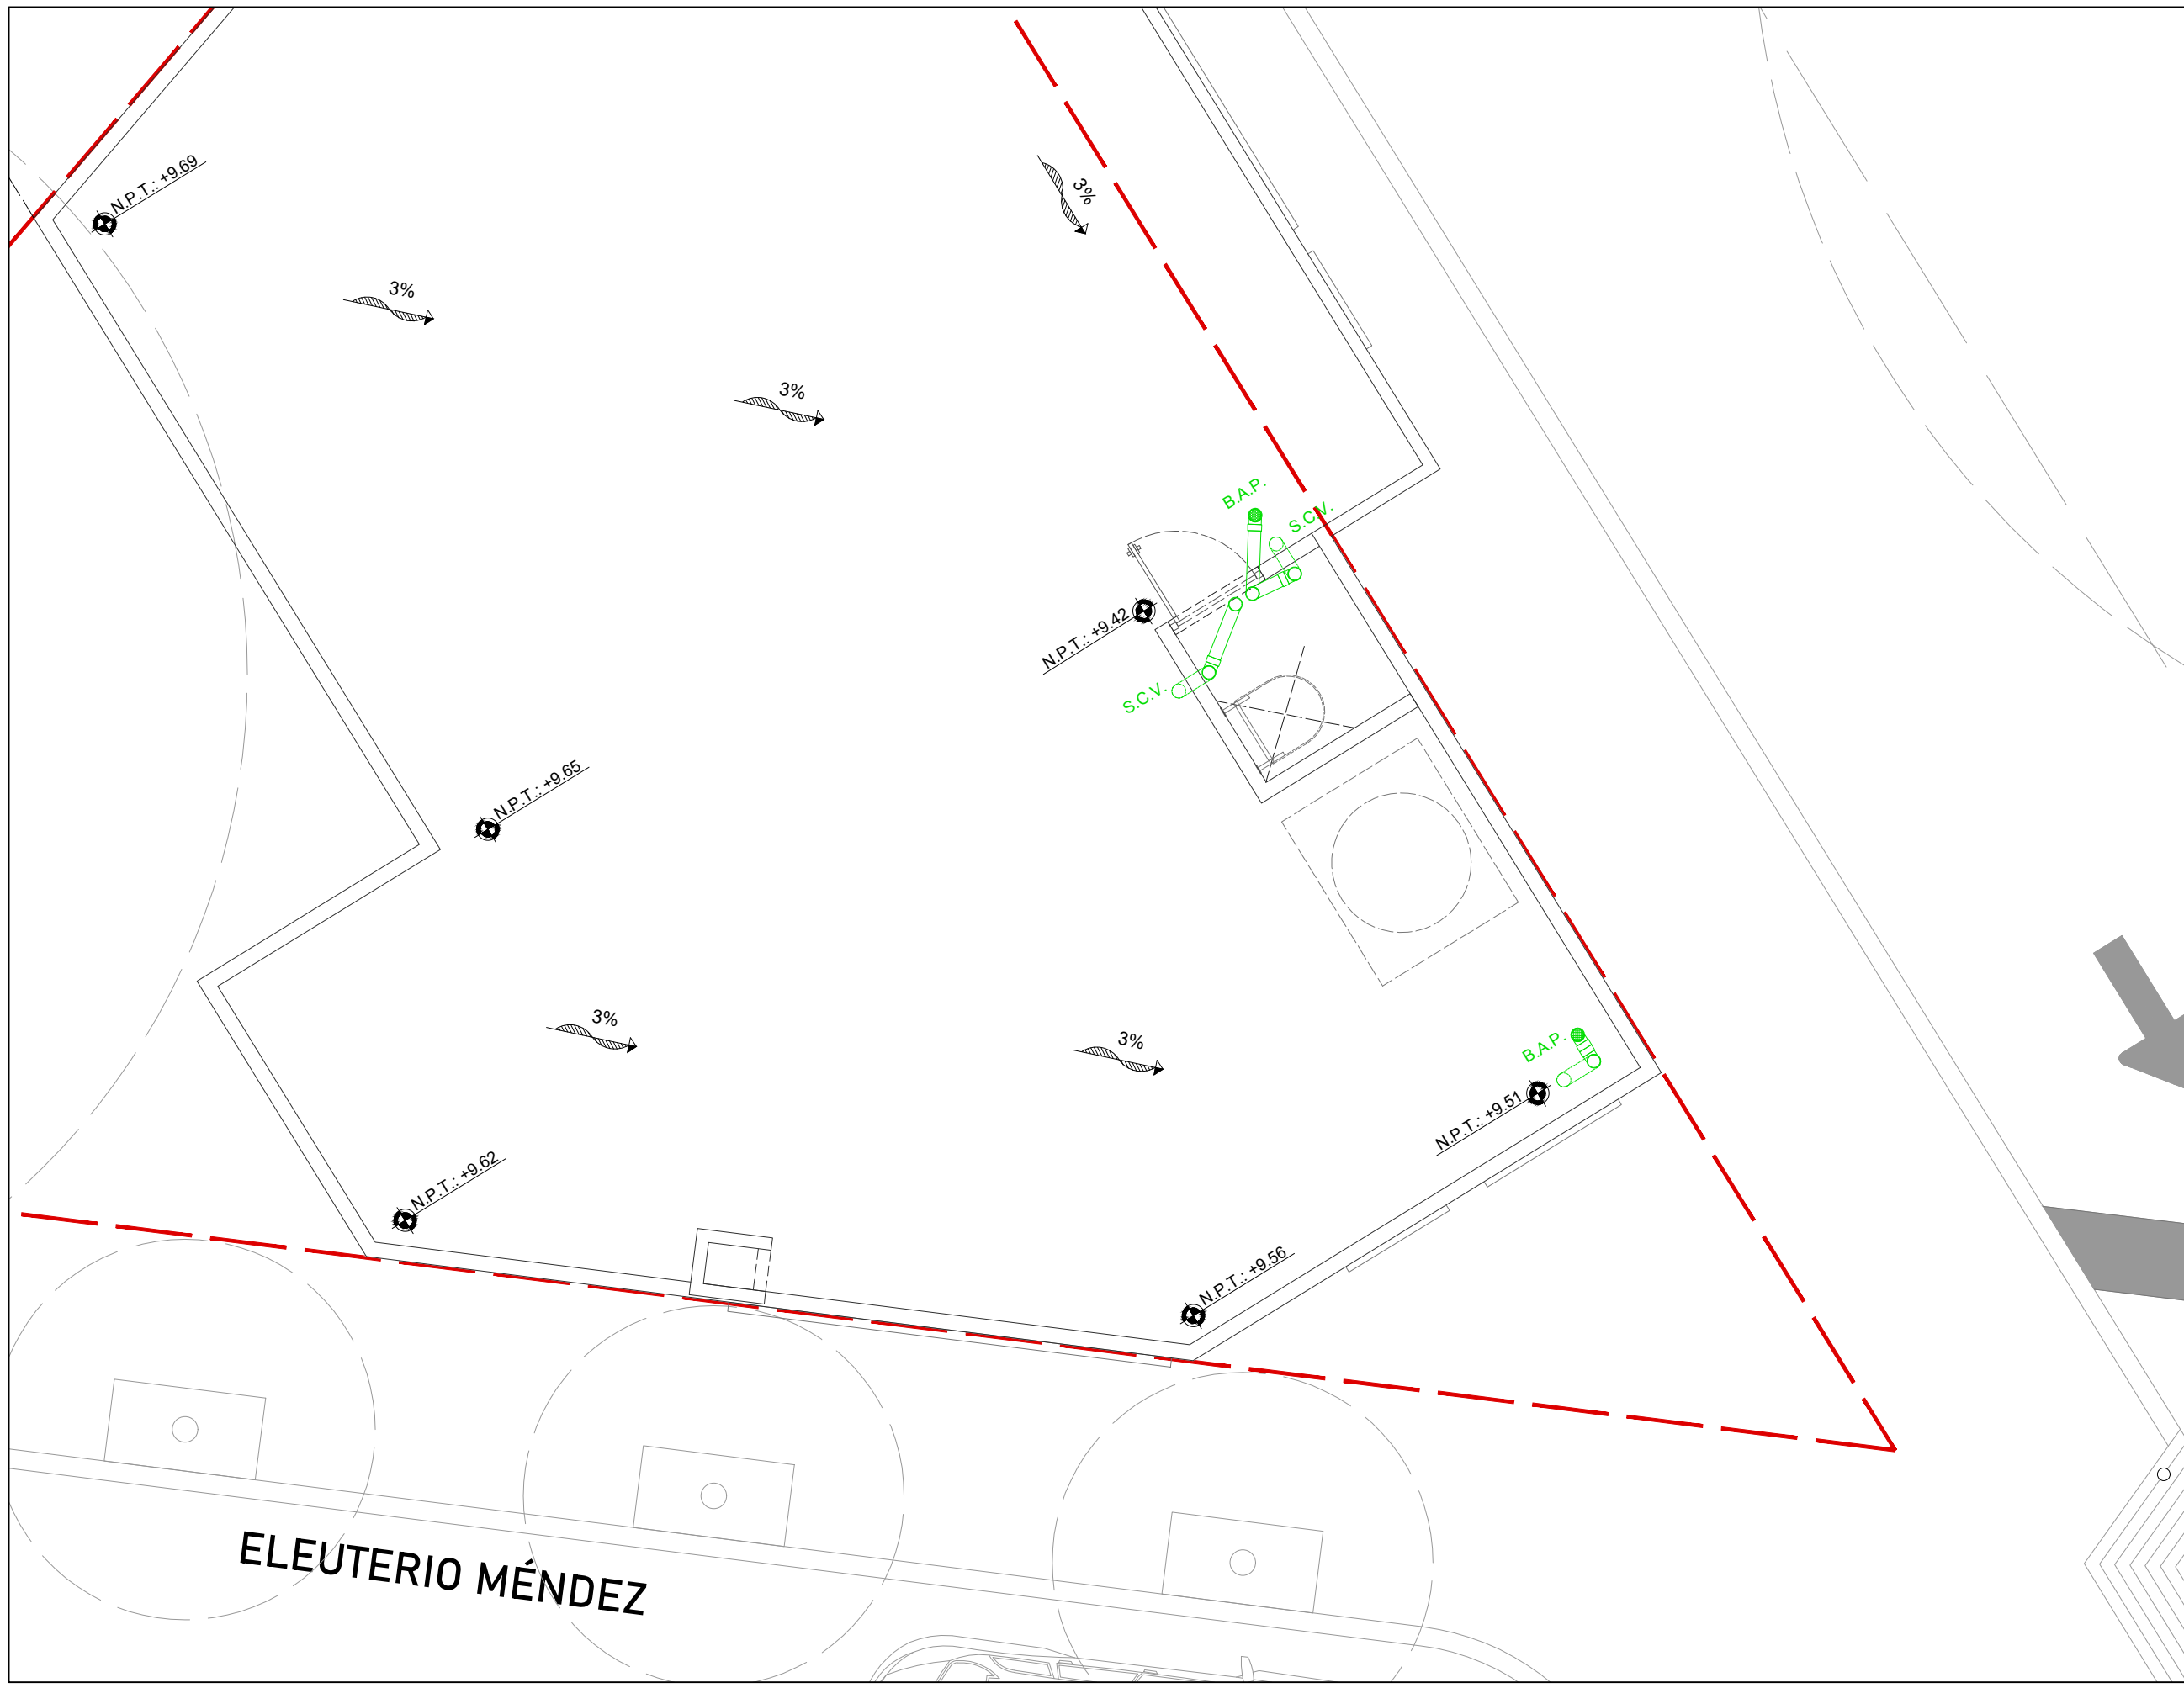 N.P.T.: +9.69
3%
3%
3%
B.A.P.
S.C.V.
N.P.T.: +9.42
S.C.V.
N.P.T.: +9.65
3%
3%
B.A.P.
N.P.T.: +9.51
N.P.T.: +9.62
N.P.T.: +9.56
ELEUTERIO MÉNDEZ